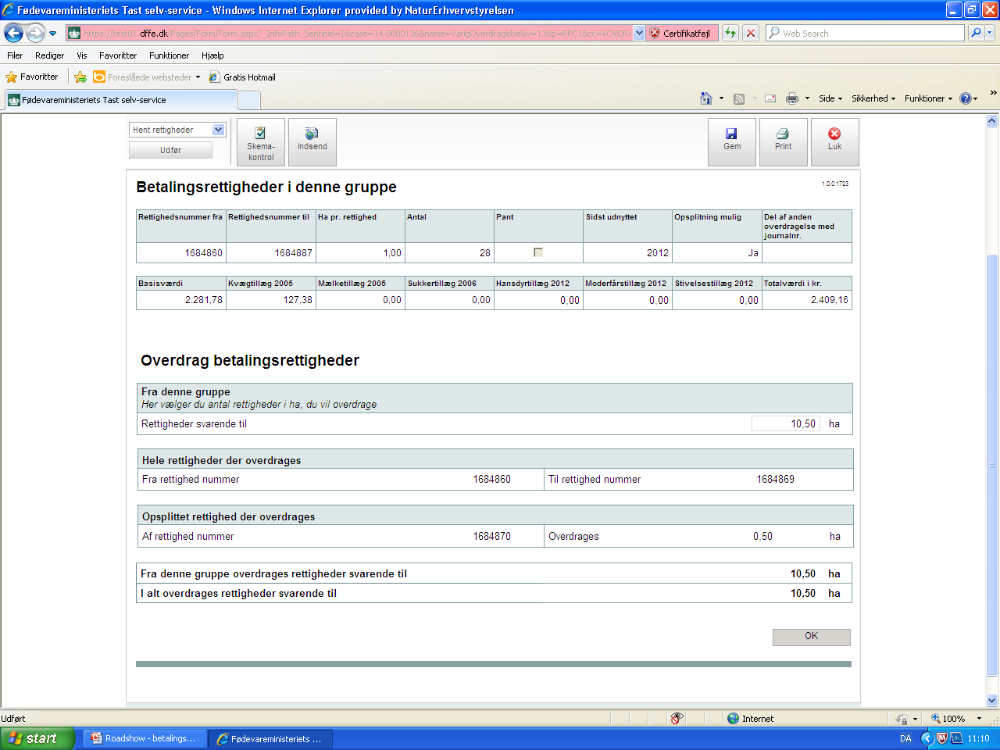 Fødevareministeriets Tast selv-service - Windows Internet Explorer provided by NaturErhvervstyrelsen
https://test01.dffe.dk/Pages/Form/Form.aspx?_InfoPath_Sentinel=1&case=14-0000136&name=VarigOverdragelse&v=13&p=PPC1&cc=VOVDRA
Certifikatfejl
Web Search
Filer Rediger Vis Favoritter Funktioner Hjælp
Favoritter Foreslåede websteder Gratis Hotmail
Fødevareministeriets Tast selv-service
Side Sikkerhed Funktioner
Hent rettigheder
Udfør
Skema-
kontrol
Indsend
Gem
Print
Luk
Betalingsrettigheder i denne gruppe
1.0.0.1723
Rettighedsnummer fra Rettighedsnummer til Ha pr. rettighed Antal Pant Sidst udnyttet Opsplitning mulig Del af anden
overdragelse med
journalnr.
1684860 1684887 1,00 28 2012 Ja
Basisværdi Kvægtillæg 2005 Mælketillæg 2005 Sukkertillæg 2006 Hansdyrtillæg 2012 Moderfårstillæg 2012 Stivelsestillæg 2012 Totalværdi i kr.
2.281,78 127,38 0,00 0,00 0,00 0,00 0,00 2.409,16
Overdrag betalingsrettigheder
Fra denne gruppe
Her vælger du antal rettigheder i ha, du vil overdrage
Rettigheder svarende til 10,50 ha
Hele rettigheder der overdrages
Fra rettighed nummer 1684860 Til rettighed nummer 1684869
Opsplittet rettighed der overdrages
Af rettighed nummer 1684870 Overdrages 0,50 ha
Fra denne gruppe overdrages rettigheder svarende til 10,50 ha
I alt overdrages rettigheder svarende til 10,50 ha
OK
Udført
Internet
100%
start
Roadshow - betalings...
Fødevareministeriets ...
DA
11:10